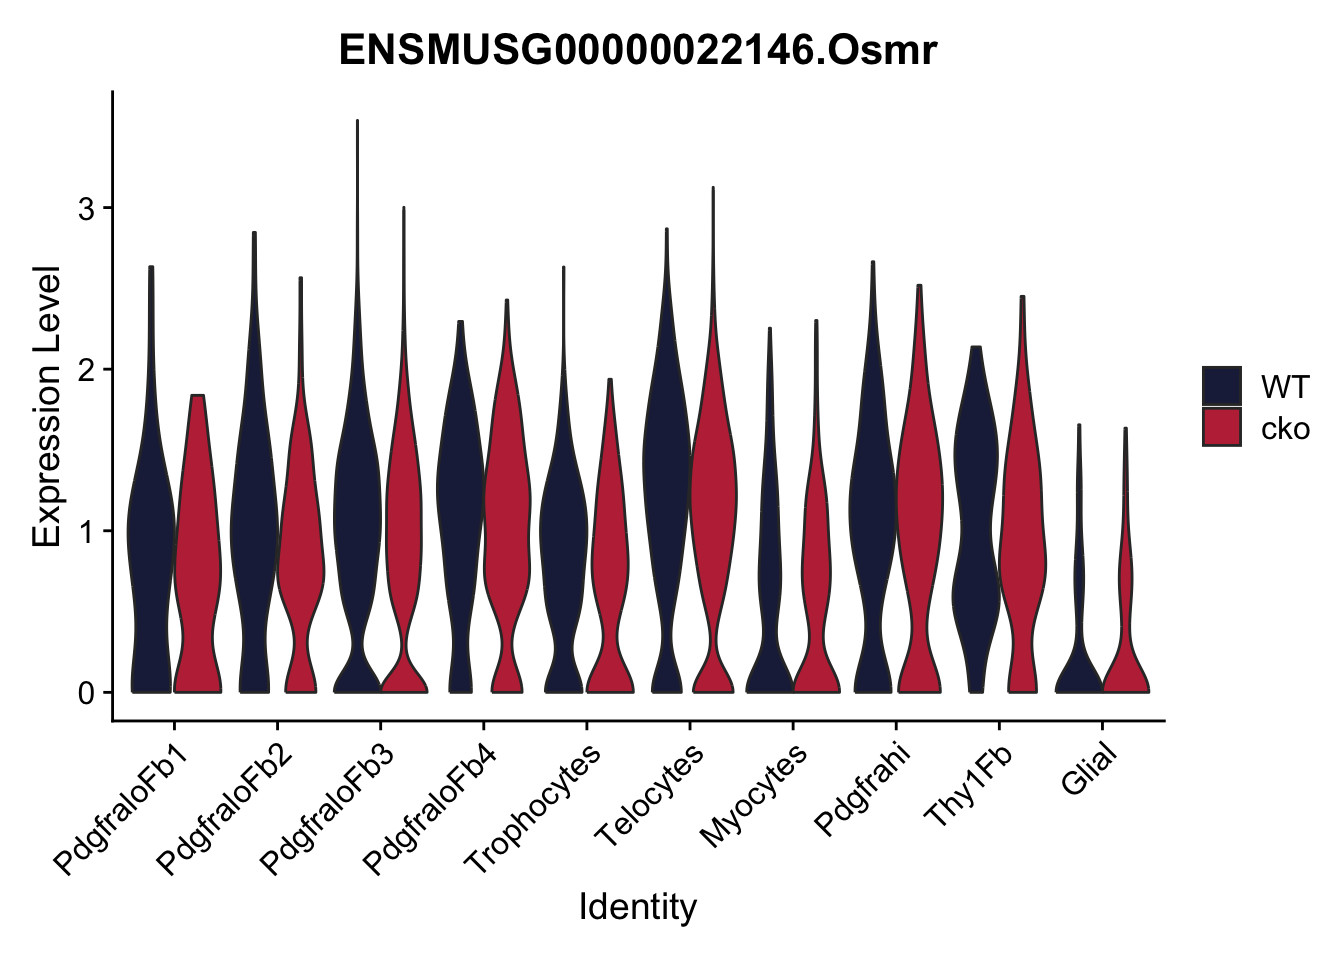 ENSMUSG00000022146.Osmr
Expression Level
3
2
1
0
WT
cko
PdgfraloFb1
PdgfraloFb2
PdgfraloFb3
PdgfraloFb4
Trophocytes
Telocytes
Myocytes
Pdgfrahi
Thy1Fb
Glial
Identity